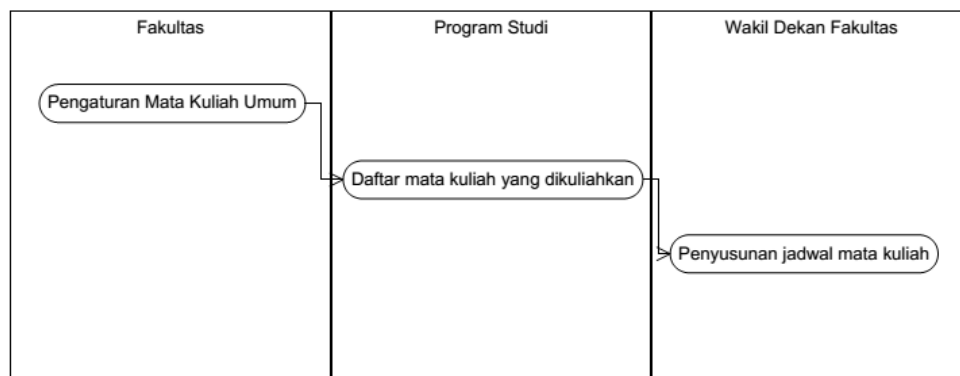 Fakultas
Program Studi
Wakil Dekan Fakultas
Pengaturan Mata Kuliah Umum
Daftar mata kuliah yang dikuliahkan
Penyusunan jadwal mata kuliah